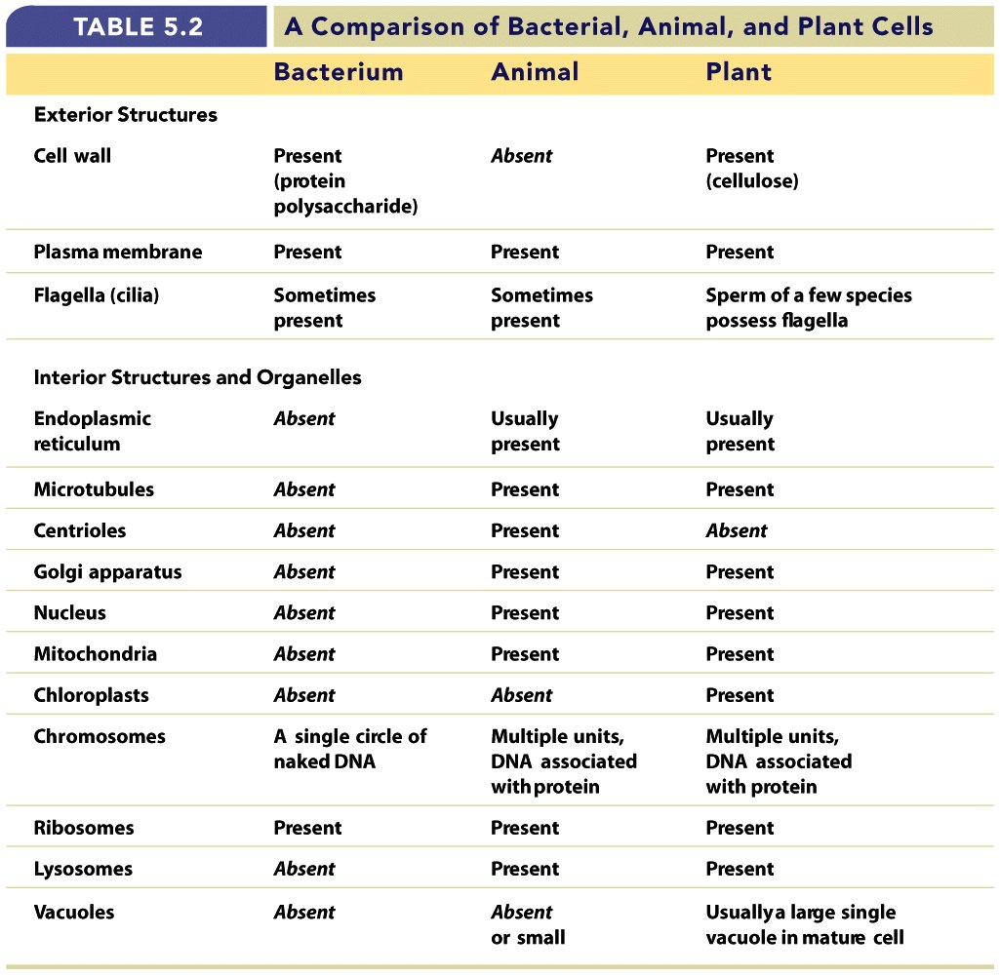 TABLE 5.2 A Comparison of Bacterial, Animal, and Plant Cells
Bacterium Animal Plant
Exterior Structures
Cell wall Present Absent Present
(protein (cellulose)
polysaccharide)
Plasma membrane Present Present Present
Flagella (cilia) Sometimes Sometimes Sperm of a few species
present present possess flagella
Interior Structures and Organelles
Endoplasmic Absent Usually Usually
reticulum present present
Microtubules Absent Present Present
Centrioles Absent Present Absent
Golgi apparatus Absent Present Present
Nucleus Absent Present Present
Mitochondria Absent Present Present
Chloroplasts Absent Absent Present
Chromosomes A single circle of Multiple units, Multiple units,
naked DNA DNA associated DNA associated
with protein with protein
Ribosomes Present Present Present
Lysosomes Absent Present Present
Vacuoles Absent Absent Usually a large single
or small vacuole in mature cell